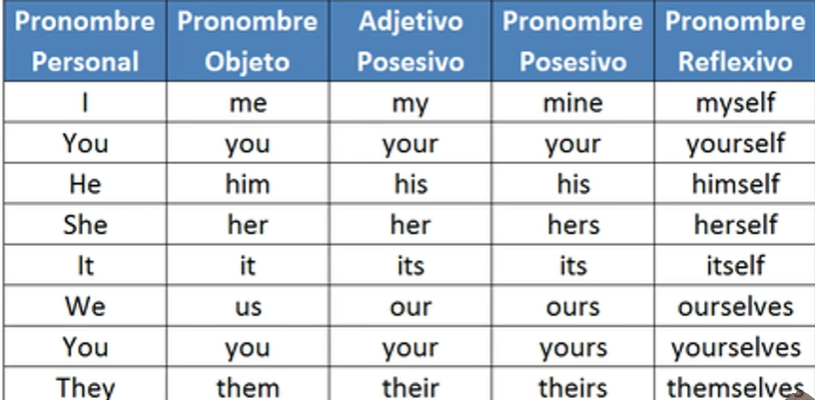 Pronombre Pronombre Adjetivo Pronombre Pronombre
Personal Objeto Posesivo Posesivo Reflexivo
I me my mine myself
You you your your yourself
He him his his himself
She her her hers herself
It it its its itself
We us our ours ourselves
You you your yours yourselves
They them their theirs themselves